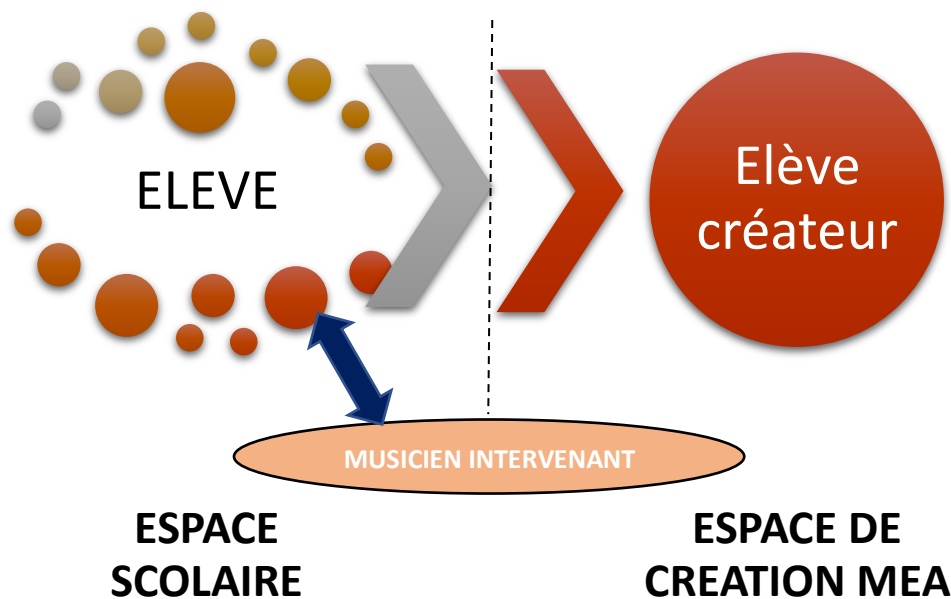 ELEVE
Elève
créateur
MUSICIEN INTERVENANT
ESPACE
SCOLAIRE
ESPACE DE
CREATION MEA